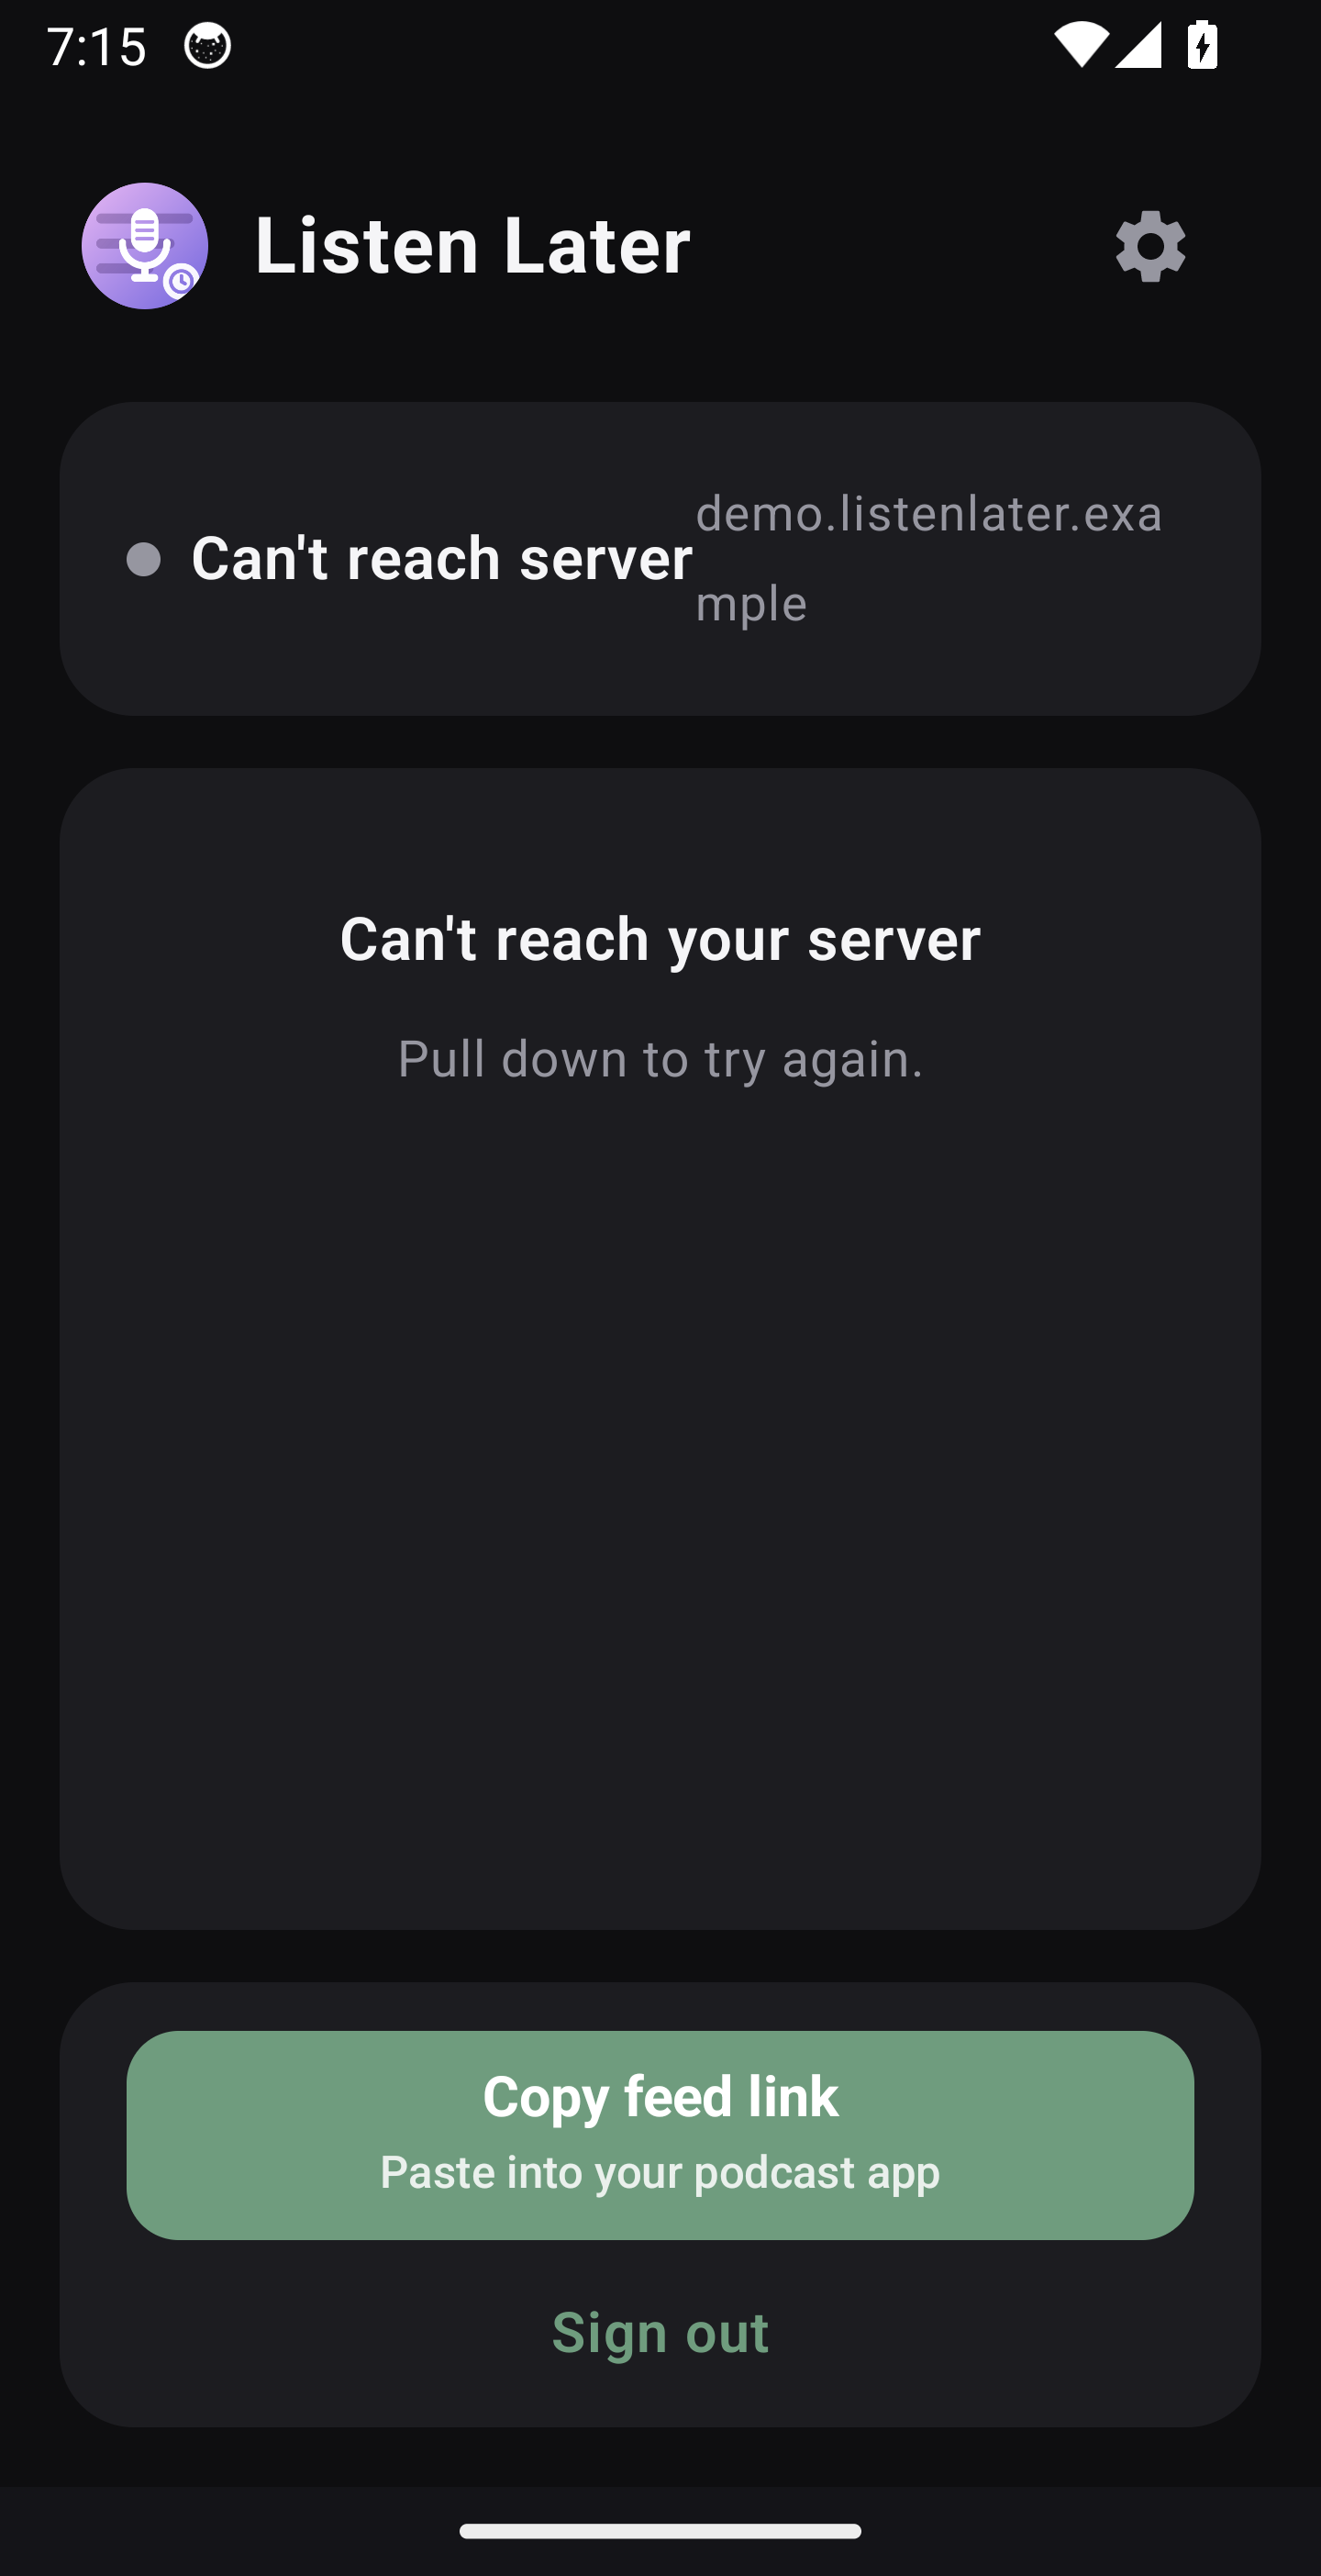 7:15
Listen Later
Can't reach server
demo.listenlater.exa
mple
Can't reach your server
Pull down to try again.
Copy feed link
Paste into your podcast app
Sign out